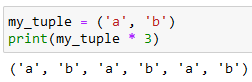 my_tuple = ('a', 'b')
print(my_tuple * 3)
('a', 'b', 'a', 'b', 'a', 'b')